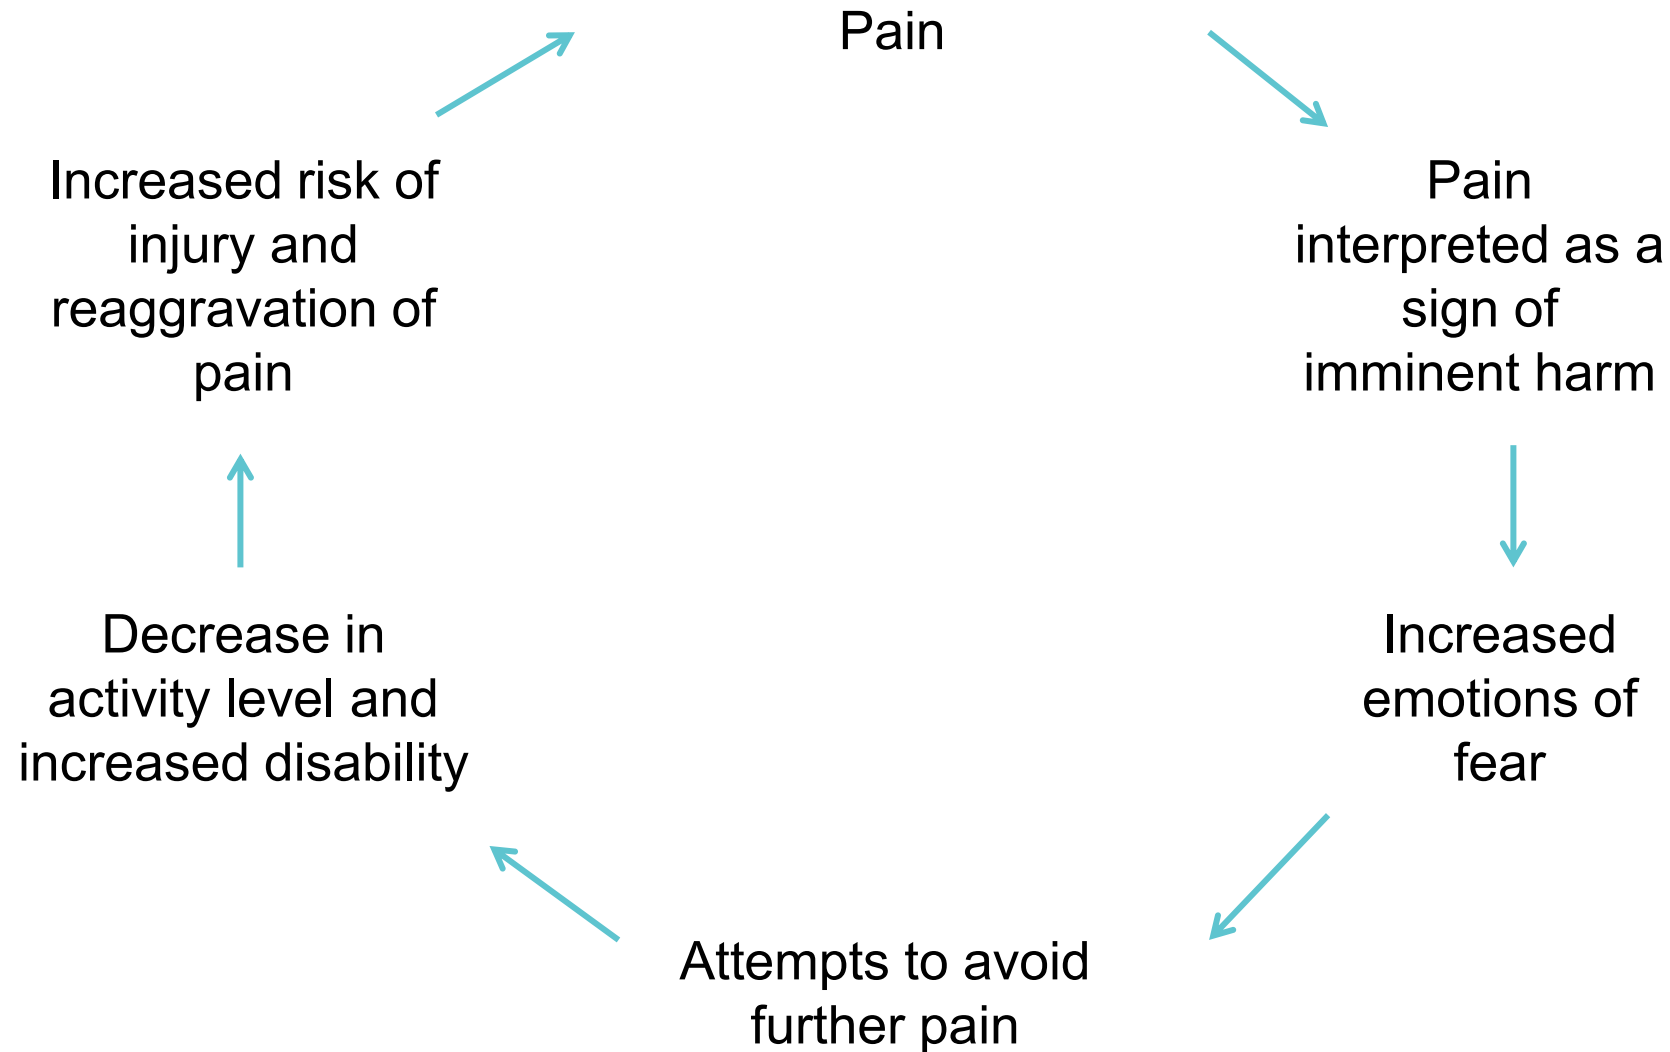 Pain
Pain
interpreted as a
sign of
imminent harm
Increased
emotions of
fear
Attempts to avoid
further pain
Decrease in
activity level and
increased disability
Increased risk of
injury and
reaggravation of
pain